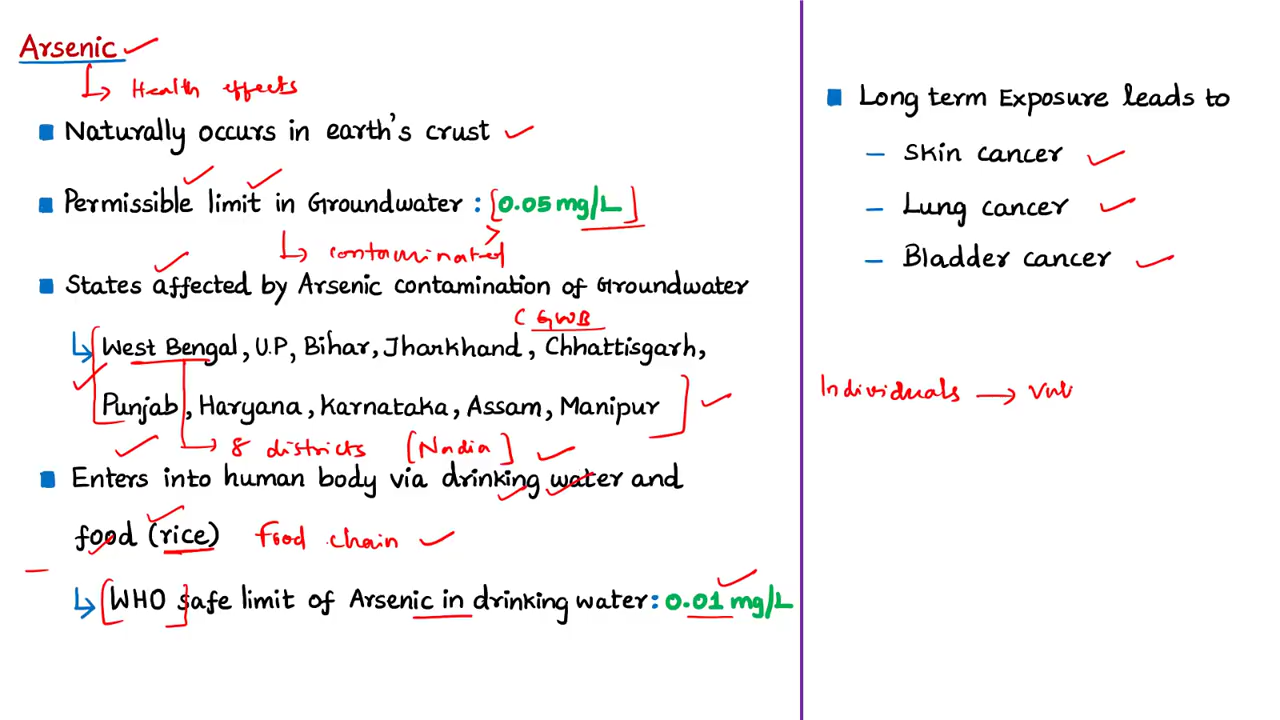 Arsenic
Health effects
Naturally occurs in earth's crust
Permissible limit in Groundwater : [0.05 mg/L]
contaminated
States affected by Arsenic contamination of Groundwater
CGWB
West Bengal, U.P, Bihar, Jharkhand, Chhattisgarh,
Punjab, Haryana, Karnataka, Assam, Manipur
8 districts [Nadia]
Enters into human body via drinking water and
food (rice) Food chain
[WHO] safe limit of Arsenic in drinking water: 0.01 mg/L
Long term Exposure leads to
– Skin cancer
– Lung cancer
– Bladder cancer
Individuals →